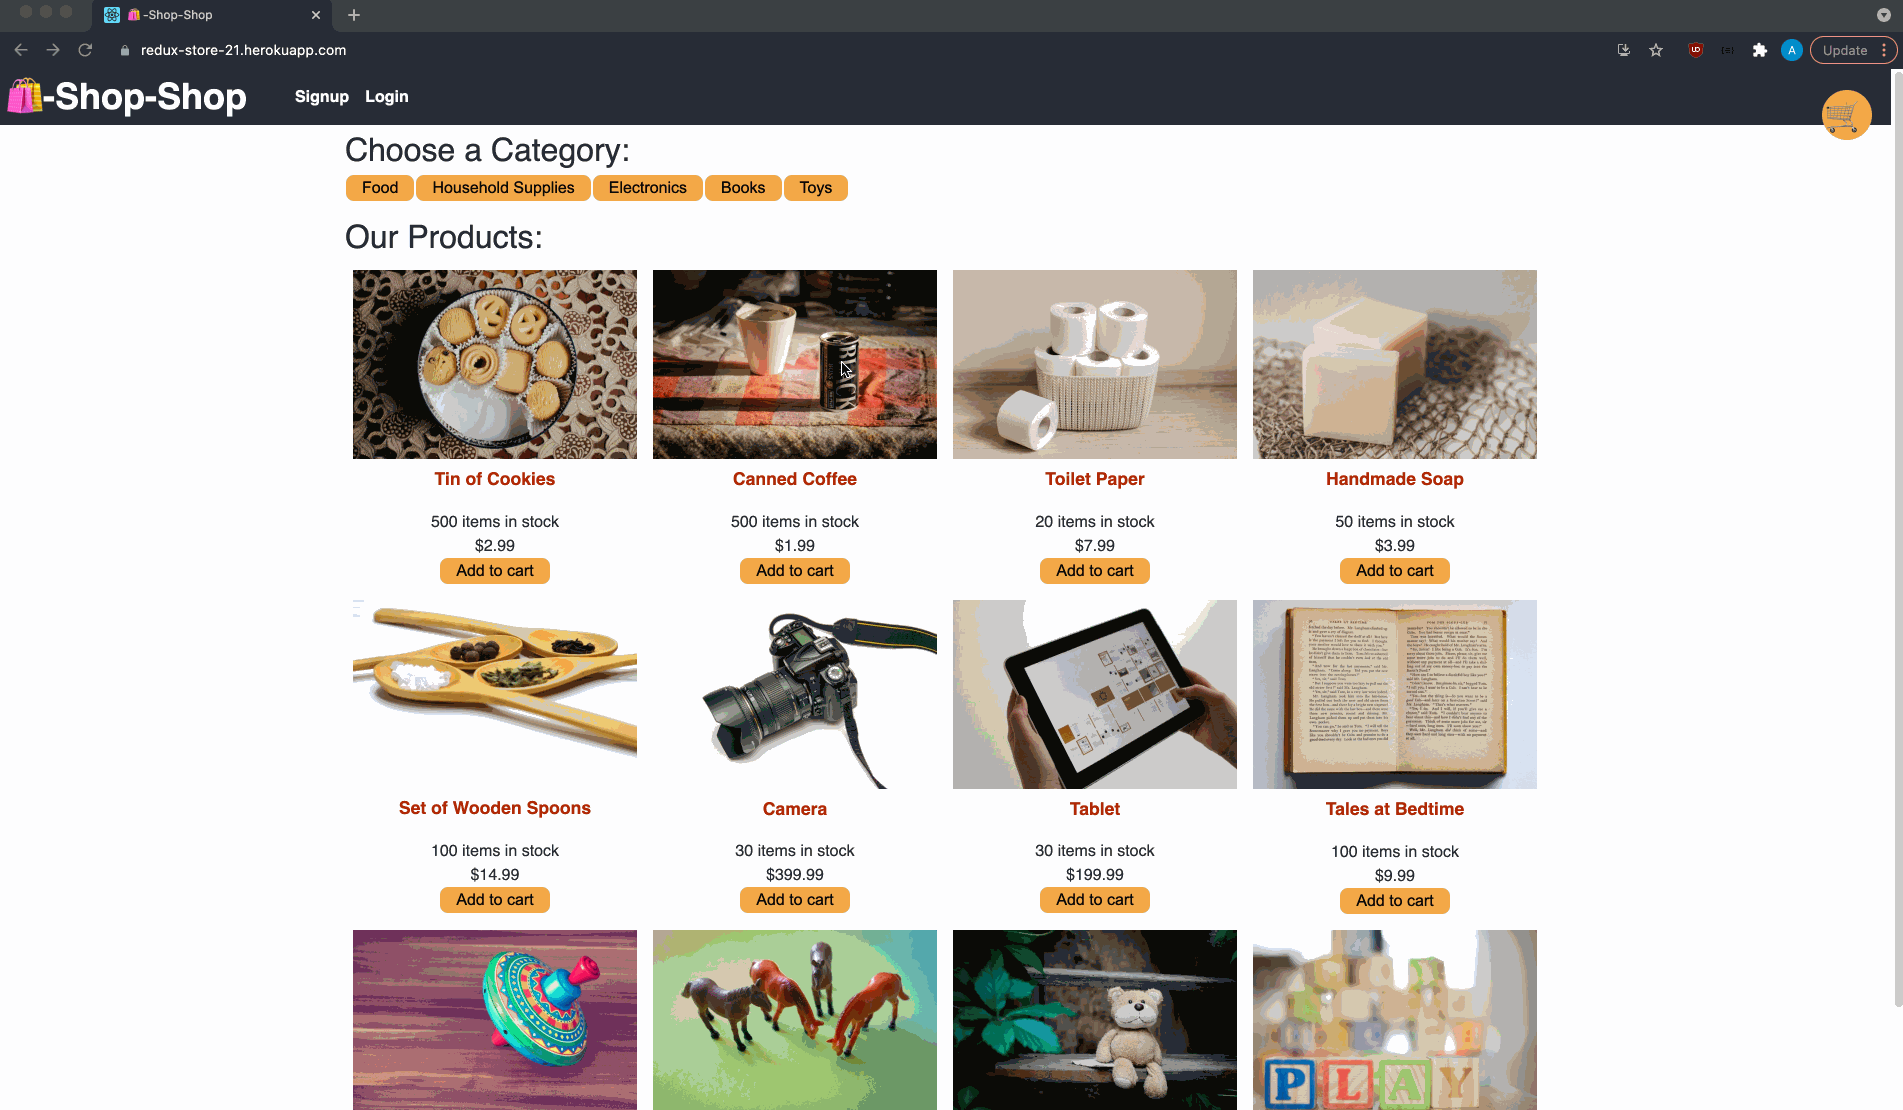 -Shop-Shop
redux-store-21.herokuapp.com
A
Update
-Shop-Shop
Signup
Login
Choose a Category:
Food
Household Supplies
Electronics
Books
Toys
Our Products:
BLACK
Tin of Cookies
Canned Coffee
Toilet Paper
Handmade Soap
500 items in stock
500 items in stock
20 items in stock
50 items in stock
$2.99
$1.99
$7.99
$3.99
Add to cart
Add to cart
Add to cart
Add to cart
Set of Wooden Spoons
Camera
Tablet
Tales at Bedtime
100 items in stock
30 items in stock
30 items in stock
100 items in stock
$14.99
$399.99
$199.99
$9.99
Add to cart
Add to cart
Add to cart
Add to cart
PLAY